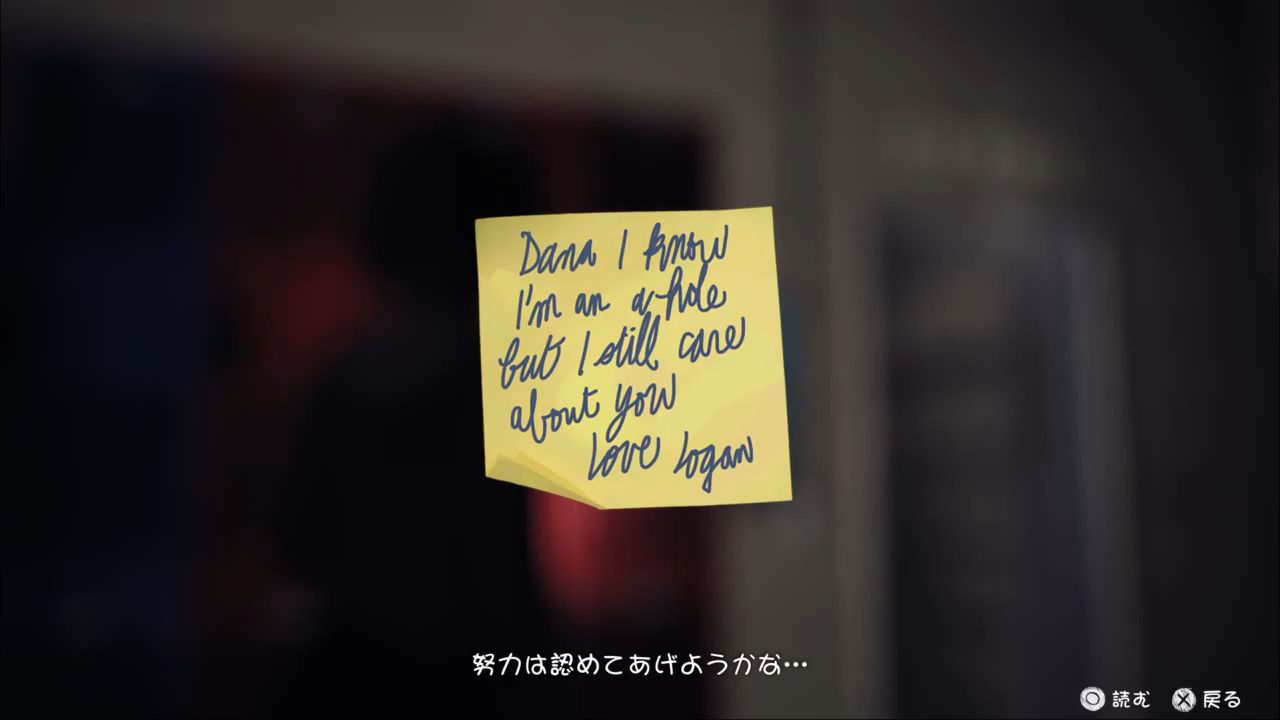 Dana I know
I'm an a-hole
but I still care
about you
Love Logan
努力は認めてあげようかな…
読む 戻る